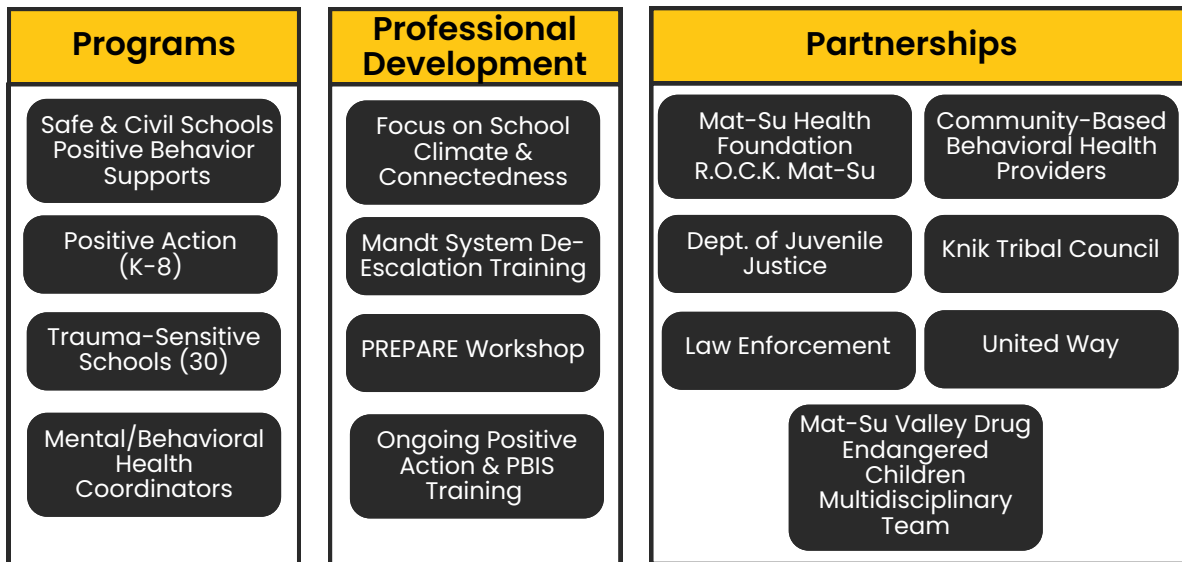 Programs
Safe & Civil Schools
Positive Behavior
Supports
Positive Action
(K-8)
Trauma-Sensitive
Schools (30)
Mental/Behavioral
Health
Coordinators
Professional
Development
Focus on School
Climate &
Connectedness
Mandt System De-
Escalation Training
PREPARE Workshop
Ongoing Positive
Action & PBIS
Training
Partnerships
Mat-Su Health
Foundation
R.O.C.K. Mat-Su
Community-Based
Behavioral Health
Providers
Dept. of Juvenile
Justice
Knik Tribal Council
Law Enforcement
United Way
Mat-Su Valley Drug
Endangered
Children
Multidisciplinary
Team